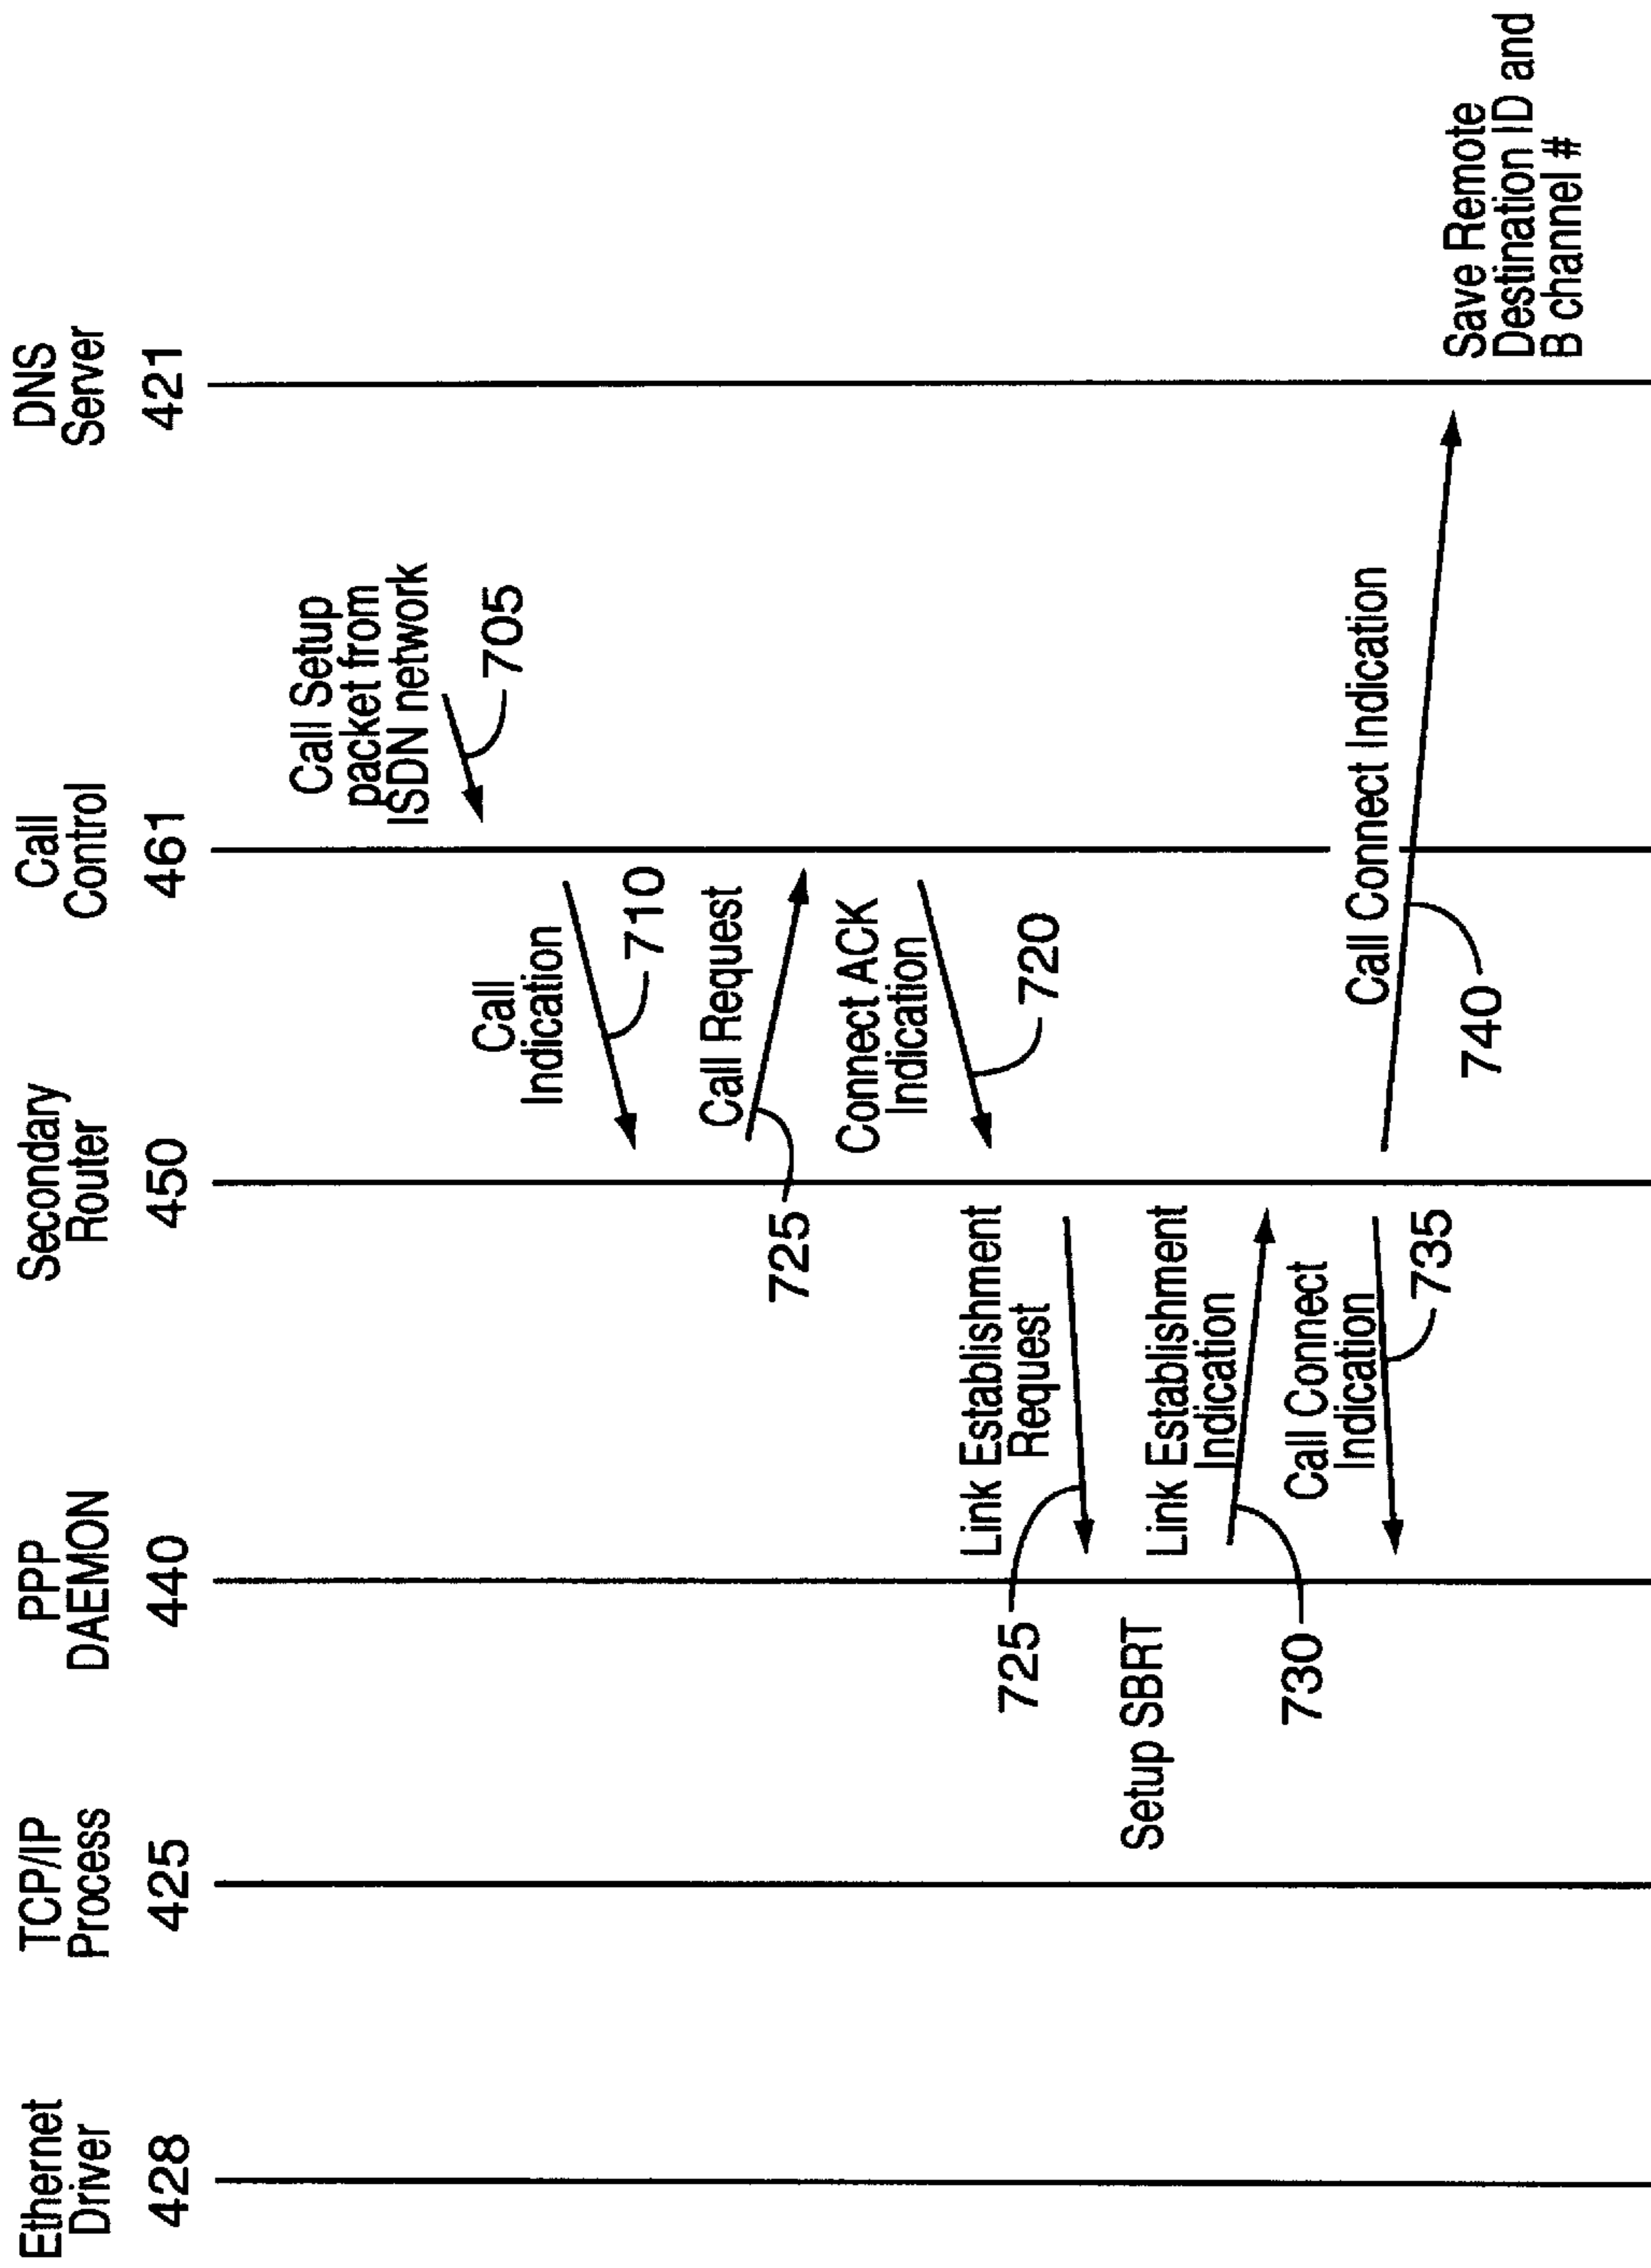 Ethernet
Driver
428
TCP/IP
Process
425
PPP
DAEMON
440
Secondary
Router
450
Call
Control
461
DNS
Server
421
Call Setup
packet from
ISDN network
705
Call
Indication
710
Call Request
725
Connect ACK
Indication
720
Link Establishment
Request
725
Setup SBRT
Link Establishment
Indication
730
Call Connect
Indication
735
Call Connect Indication
740
Save Remote
Destination ID and
B channel #